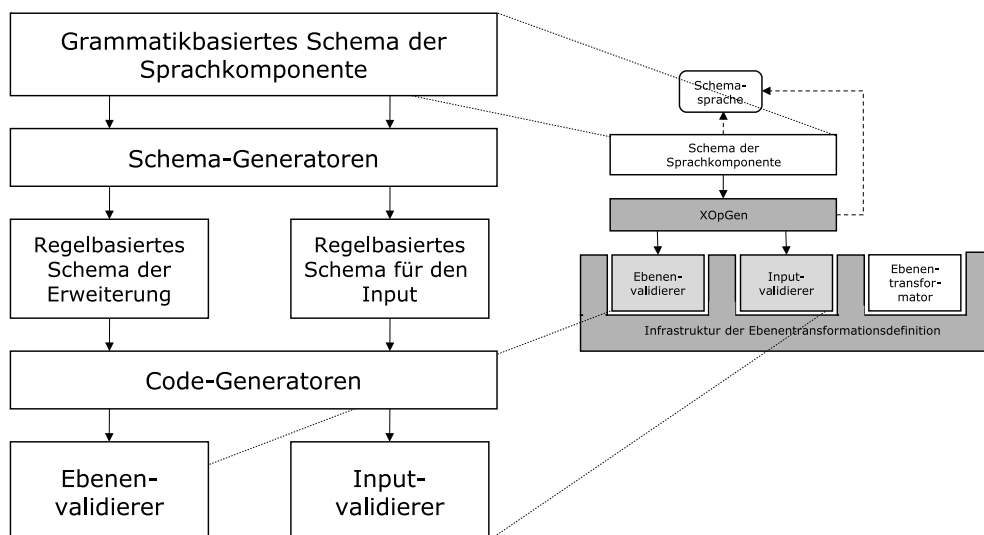 Grammatikbasiertes Schema der
Sprachkomponente
Schema-Generatoren
Regelbasiertes
Schema der
Erweiterung
Regelbasiertes
Schema für den
Input
Code-Generatoren
Ebenen-
validierer
Input-
validierer
Schema-
sprache
Schema der
Sprachkomponente
XOpGen
Ebenen-
validierer
Input-
validierer
Ebenen-
transfor-
mator
Infrastruktur der Ebenentransformationsdefinition